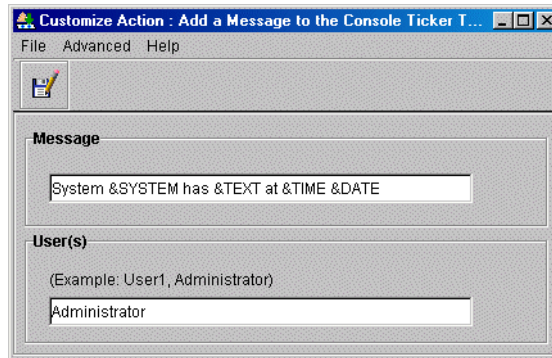 Customize Action : Add a Message to the Console Ticker T...
File Advanced Help
Message
System &SYSTEM has &TEXT at &TIME &DATE
User(s)
(Example: User1, Administrator)
Administrator